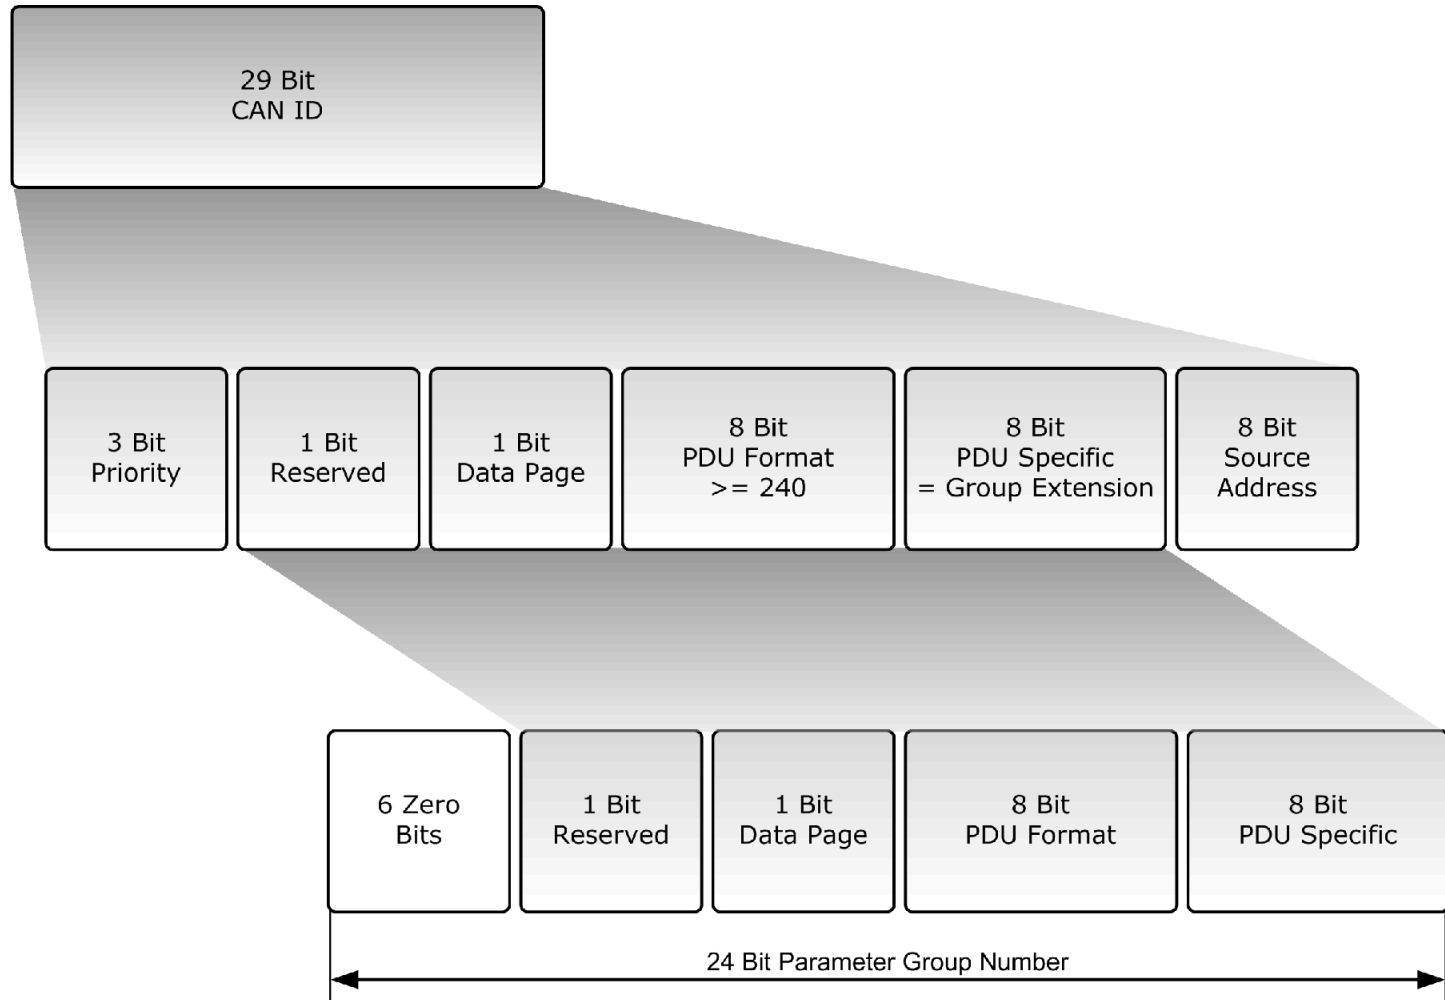 29 Bit
CAN ID
3 Bit
Priority
1 Bit
Reserved
1 Bit
Data Page
8 Bit
PDU Format
>= 240
8 Bit
PDU Specific
= Group Extension
8 Bit
Source
Address
6 Zero
Bits
1 Bit
Reserved
1 Bit
Data Page
8 Bit
PDU Format
8 Bit
PDU Specific
24 Bit Parameter Group Number